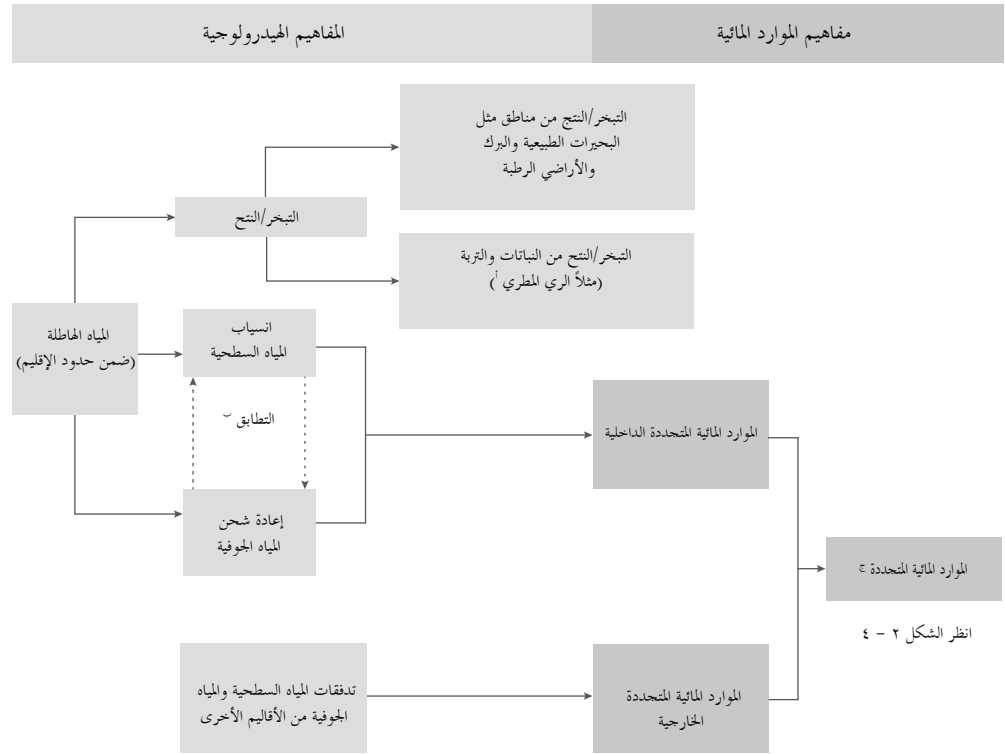 المفاهيم الهيدرولوجية
مفاهيم الموارد المائية
التبخر/النتج من مناطق مثل
البحيرات الطبيعية والبرك
والأراضي الرطبة
التبخر/النتح
التبخر/النتح من النباتات والتربة
(مثلاً الري المطري أ)
المياه الهاطلة
(ضمن حدود الإقليم)
انسياب
المياه السطحية
التطابق ب
إعادة شحن
المياه الجوفية
الموارد المائية المتجددة الداخلية
الموارد المائية المتجددة ج
انظر الشكل ٢ - ٤
تدفقات المياه السطحية والمياه
الجوفية من الأقاليم الأخرى
الموارد المائية المتجددة
الخارجية